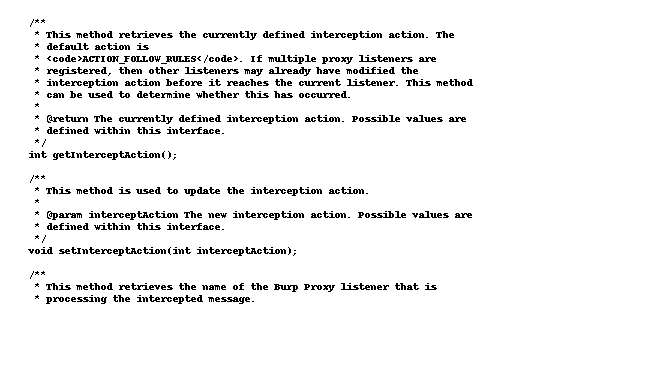 /**
 * This method retrieves the currently defined interception action. The
 * default action is
 * <code>ACTION_FOLLOW_RULES</code>. If multiple proxy listeners are
 * registered, then other listeners may already have modified the
 * interception action before it reaches the current listener. This method
 * can be used to determine whether this has occurred.
 *
 * @return The currently defined interception action. Possible values are
 * defined within this interface.
 */
int getInterceptAction();
/**
 * This method is used to update the interception action.
 *
 * @param interceptAction The new interception action. Possible values are
 * defined within this interface.
 */
void setInterceptAction(int interceptAction);
/**
 * This method retrieves the name of the Burp Proxy listener that is
 * processing the intercepted message.